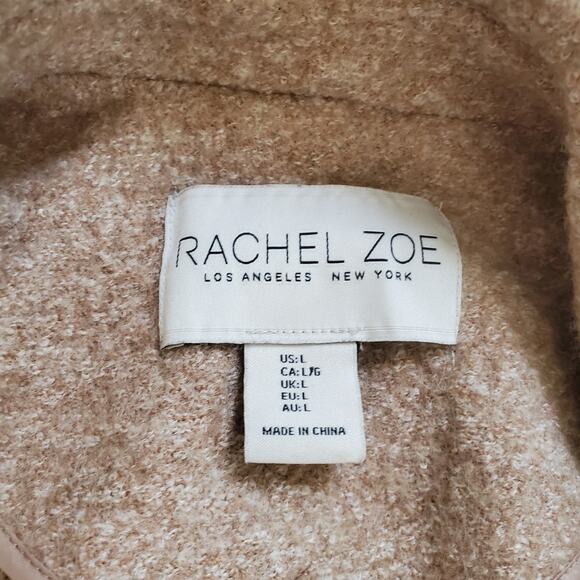 RACHEL ZOE
LOS ANGELES NEW YORK
US:L
CA:L/G
UK:L
EU:L
AU:L
MADE IN CHINA